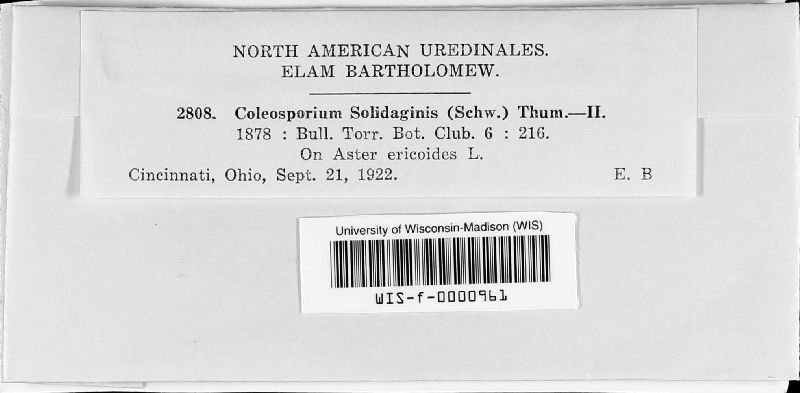 NORTH AMERICAN UREDINALES.
ELAM BARTHOLOMEW.
2808. Coleosporium Solidaginis (Schw.) Thum.—II.
1878 : Bull. Torr. Bot. Club. 6 : 216.
On Aster ericoides L.
Cincinnati, Ohio, Sept. 21, 1922. E. B
University of Wisconsin-Madison (WIS)
WIS-f-0000961